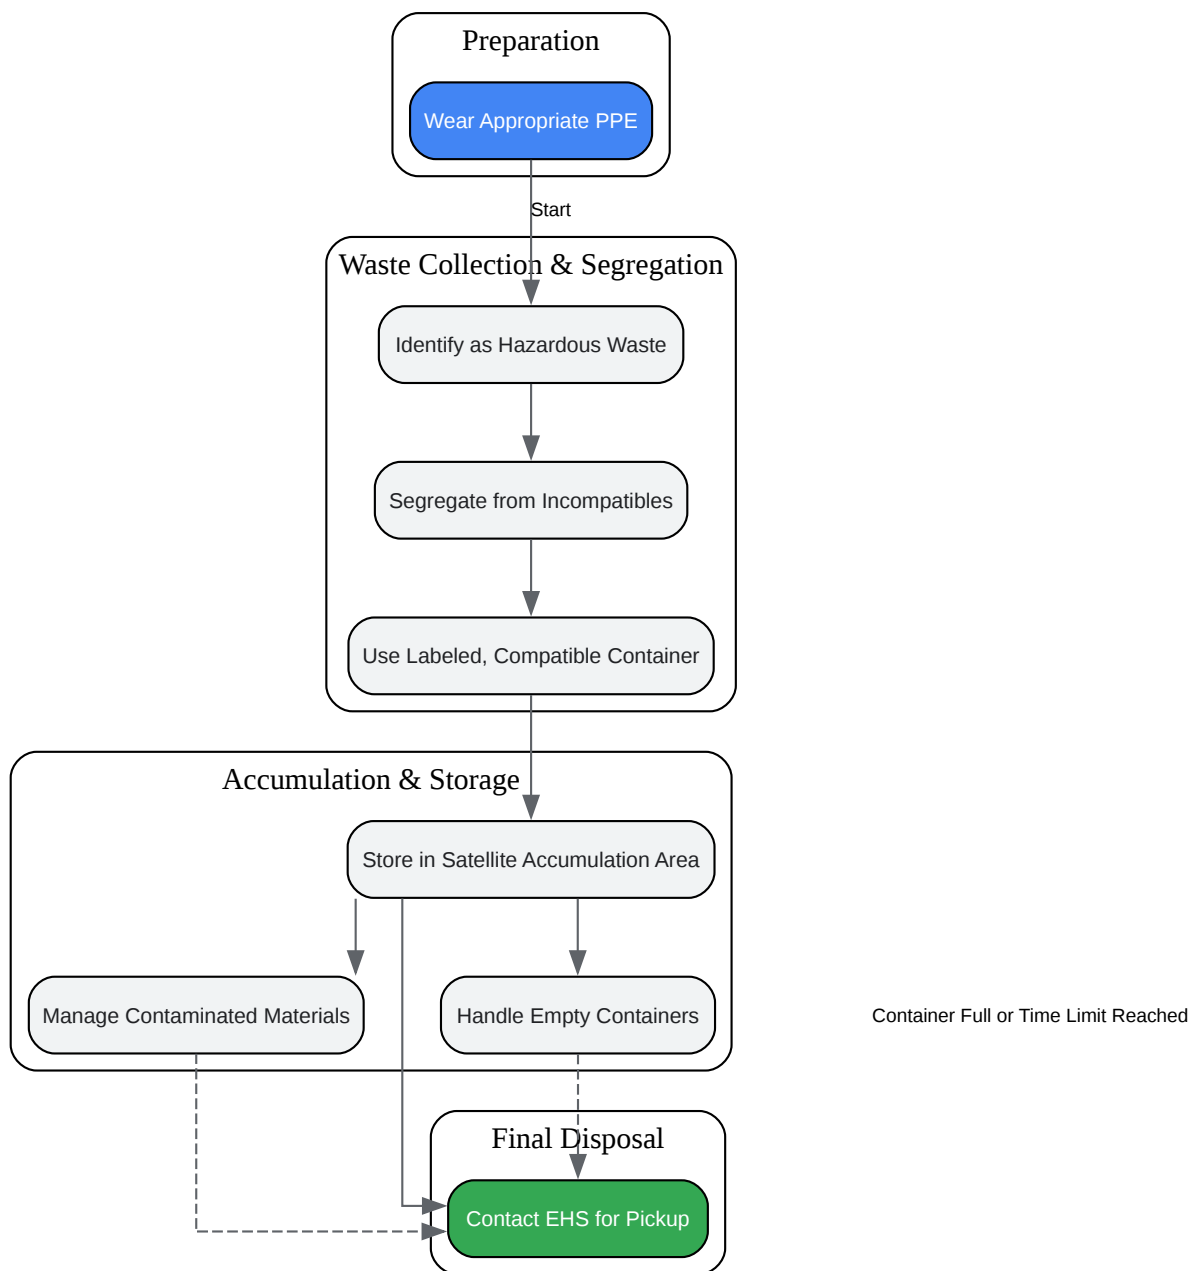 Preparation
Wear Appropriate PPE
Start
Waste Collection & Segregation
Identify as Hazardous Waste
Segregate from Incompatibles
Use Labeled, Compatible Container
Accumulation & Storage
Store in Satellite Accumulation Area
Manage Contaminated Materials
Handle Empty Containers
Container Full or Time Limit Reached
Final Disposal
Contact EHS for Pickup